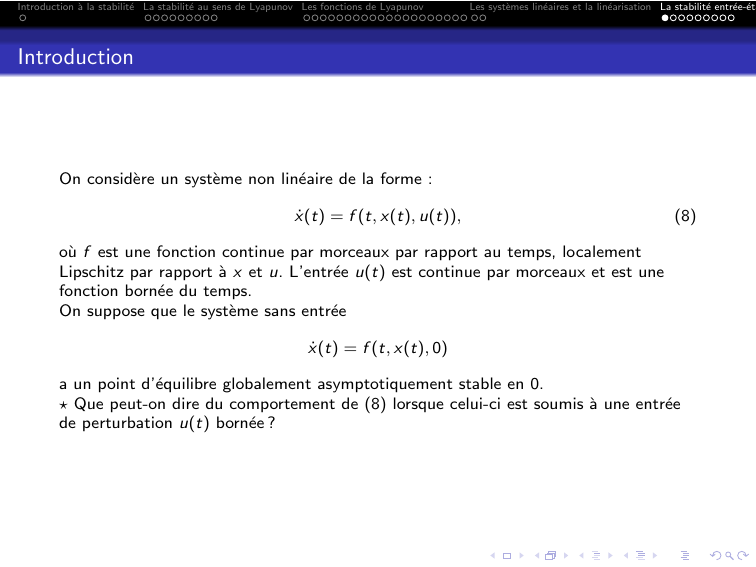 Introduction à la stabilité La stabilité au sens de Lyapunov Les fonctions de Lyapunov Les systèmes linéaires et la linéarisation La stabilité entrée-ét
Introduction
On considère un système non linéaire de la forme :
ẋ(t) = f(t, x(t), u(t)), (8)
où f est une fonction continue par morceaux par rapport au temps, localement
Lipschitz par rapport à x et u. L'entrée u(t) est continue par morceaux et est une
fonction bornée du temps.
On suppose que le système sans entrée
ẋ(t) = f(t, x(t), 0)
a un point d'équilibre globalement asymptotiquement stable en 0.
⋆ Que peut-on dire du comportement de (8) lorsque celui-ci est soumis à une entrée
de perturbation u(t) bornée ?